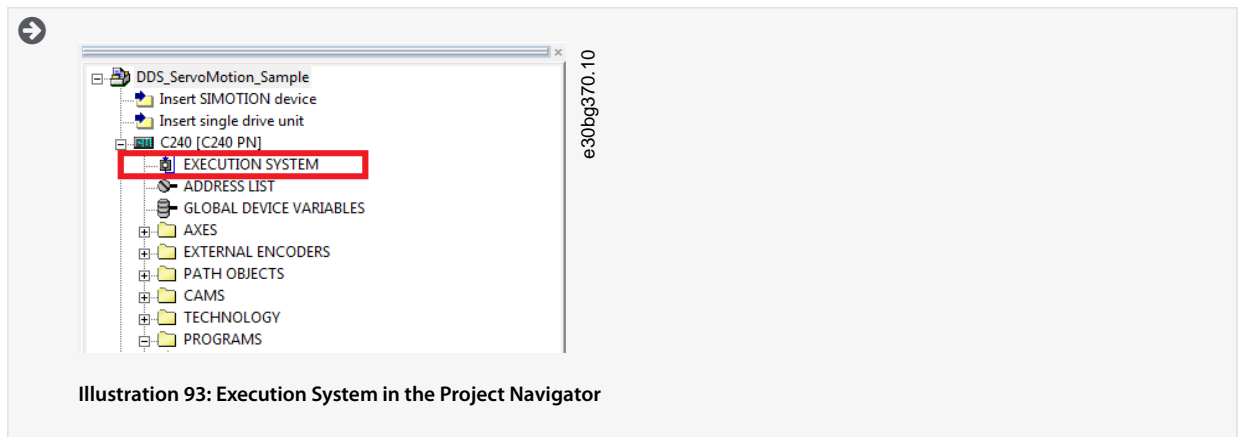 DDS_ServoMotion_Sample
Insert SIMOTION device
Insert single drive unit
C240 [C240 PN]
EXECUTION SYSTEM
ADDRESS LIST
GLOBAL DEVICE VARIABLES
AXES
EXTERNAL ENCODERS
PATH OBJECTS
CAMS
TECHNOLOGY
PROGRAMS
e30bg370.10
Illustration 93: Execution System in the Project Navigator